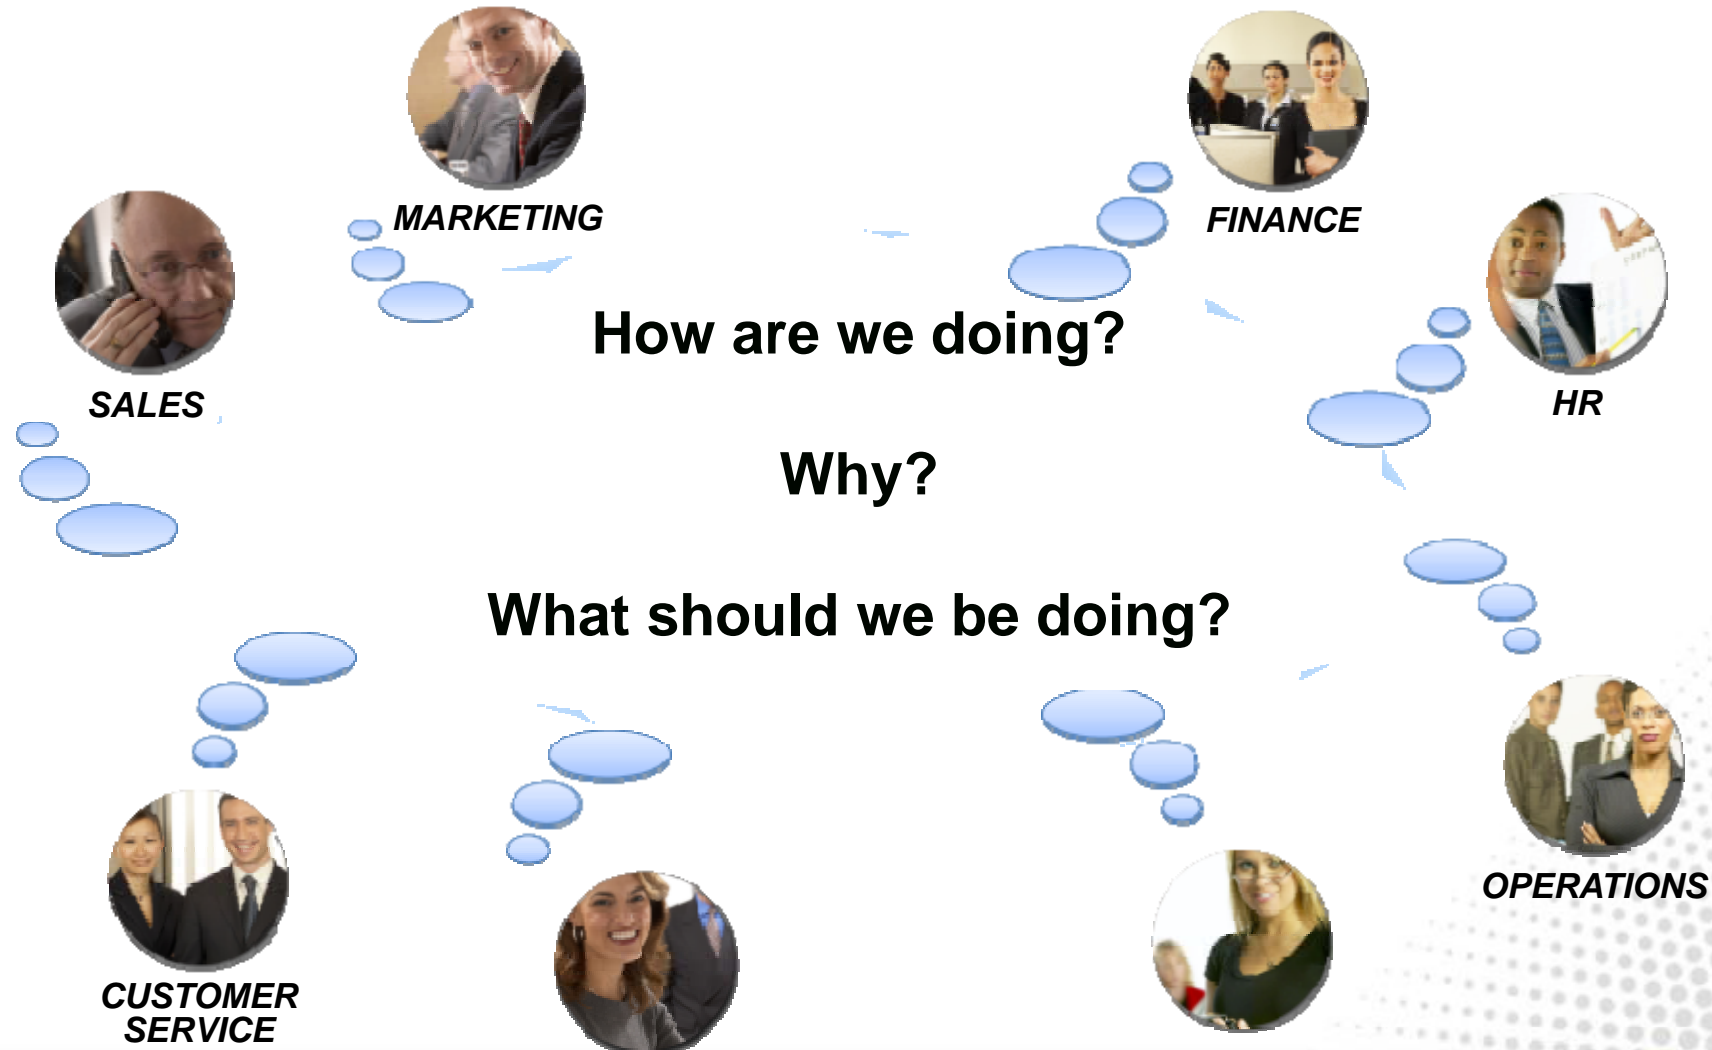 MARKETING
FINANCE
SALES
HR
How are we doing?
Why?
What should we be doing?
OPERATIONS
CUSTOMER
SERVICE